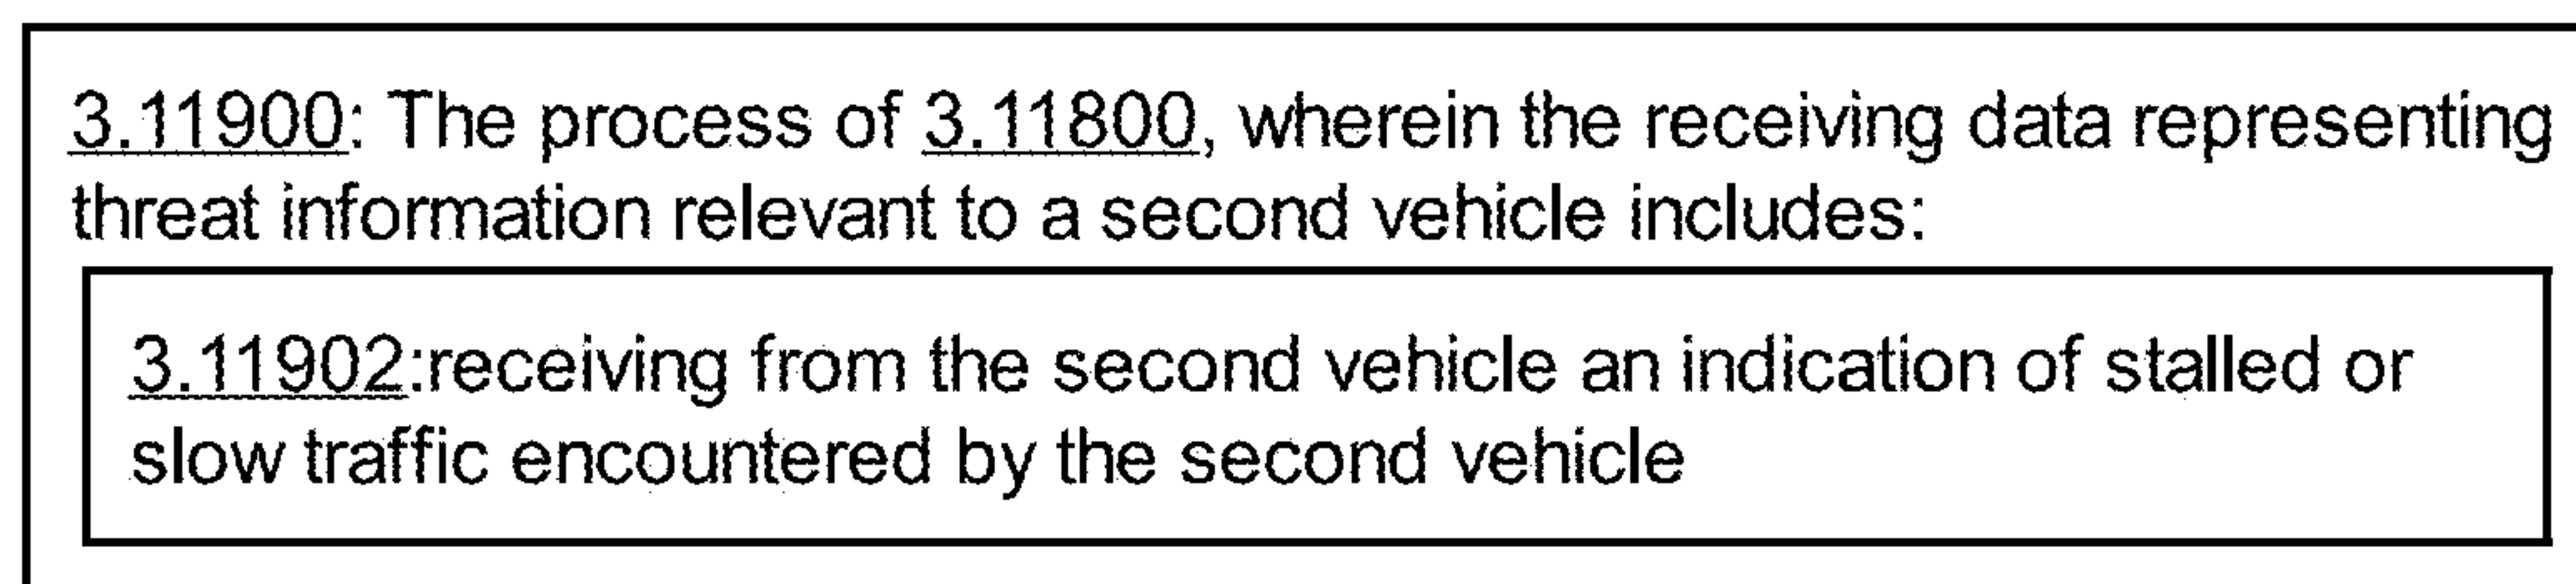 3.11900: The process of 3.11800, wherein the receiving data representing
threat information relevant to a second vehicle includes:
3.11902:receiving from the second vehicle an indication of stalled or
slow traffic encountered by the second vehicle